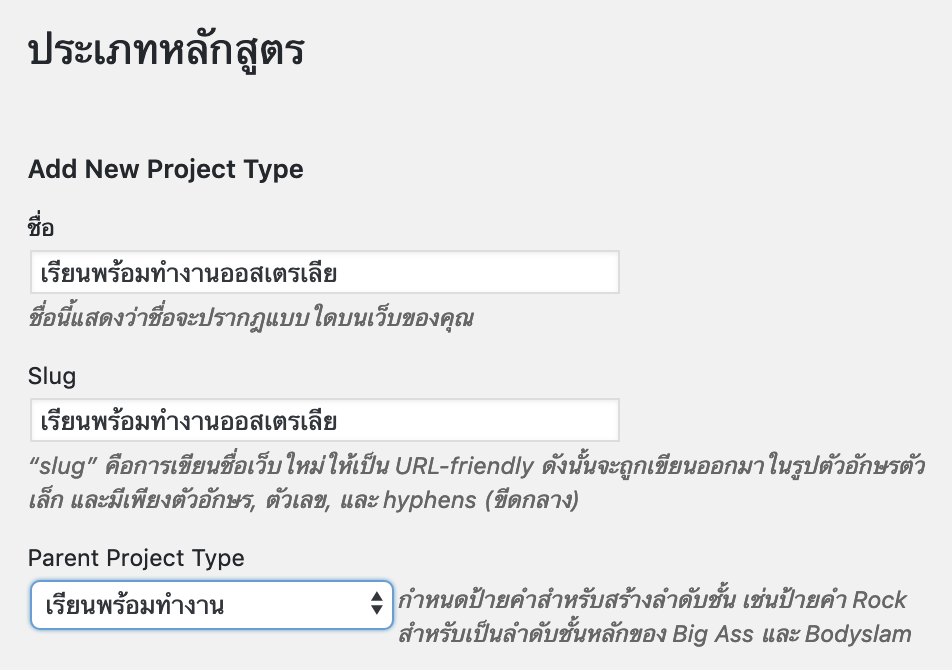 ประเภทหลักสูตร
Add New Project Type
ชื่อ
เรียนพร้อมทำงานออสเตรเลีย
ชื่อนี้แสดงว่าชื่อจะปรากฎแบบใดบนเว็บของคุณ
Slug
เรียนพร้อมทำงานออสเตรเลีย
“slug” คือการเขียนชื่อเว็บใหม่ให้เป็น URL-friendly ดังนั้นจะถูกเขียนออกมาในรูปตัวอักษรตัว
เล็ก และมีเพียงตัวอักษร, ตัวเลข, และ hyphens (ขีดกลาง)
Parent Project Type
เรียนพร้อมทำงาน
กำหนดป้ายคำสำหรับสร้างลำดับชั้น เช่นป้ายคำ Rock
สำหรับเป็นลำดับชั้นหลักของ Big Ass และ Bodyslam